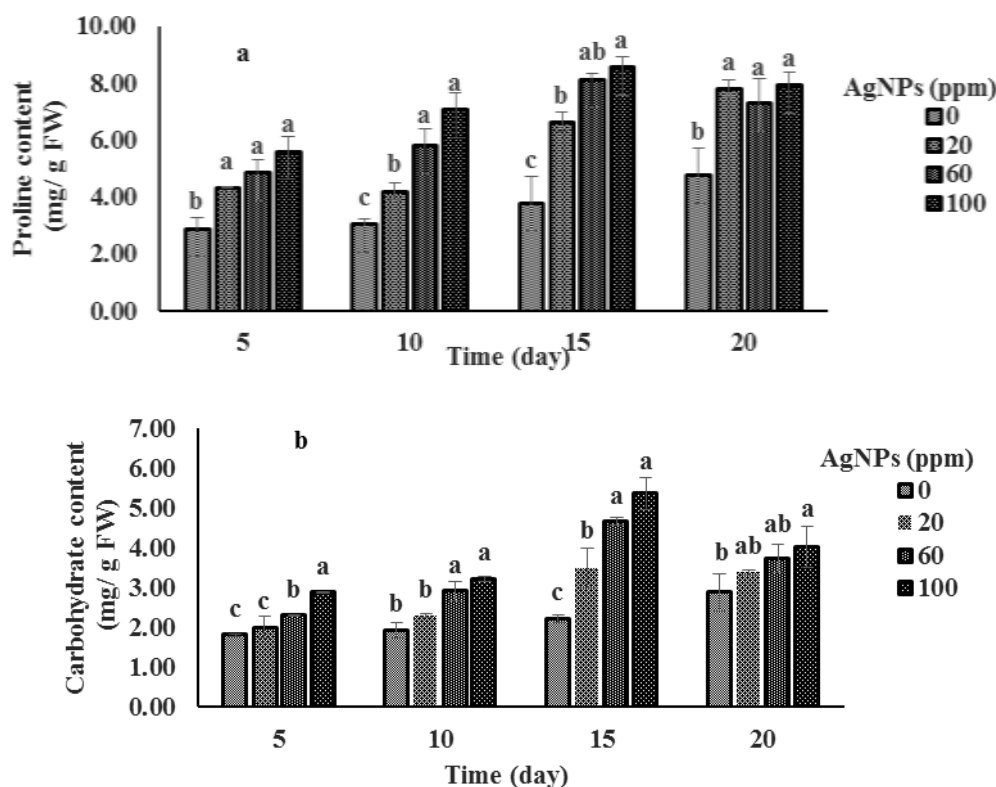 10.00
8.00
6.00
4.00
2.00
0.00
Proline content
(mg/ g FW)
a
b a a a
c b a a
c b ab a
b a a a
5 10 15 20
Time (day)
AgNPs (ppm)
0
20
60
100
7.00
6.00
5.00
4.00
3.00
2.00
1.00
0.00
Carbohydrate content
(mg/ g FW)
b
c c b a
b b a a
c b a a
b ab ab a
5 10 15 20
Time (day)
AgNPs (ppm)
0
20
60
100